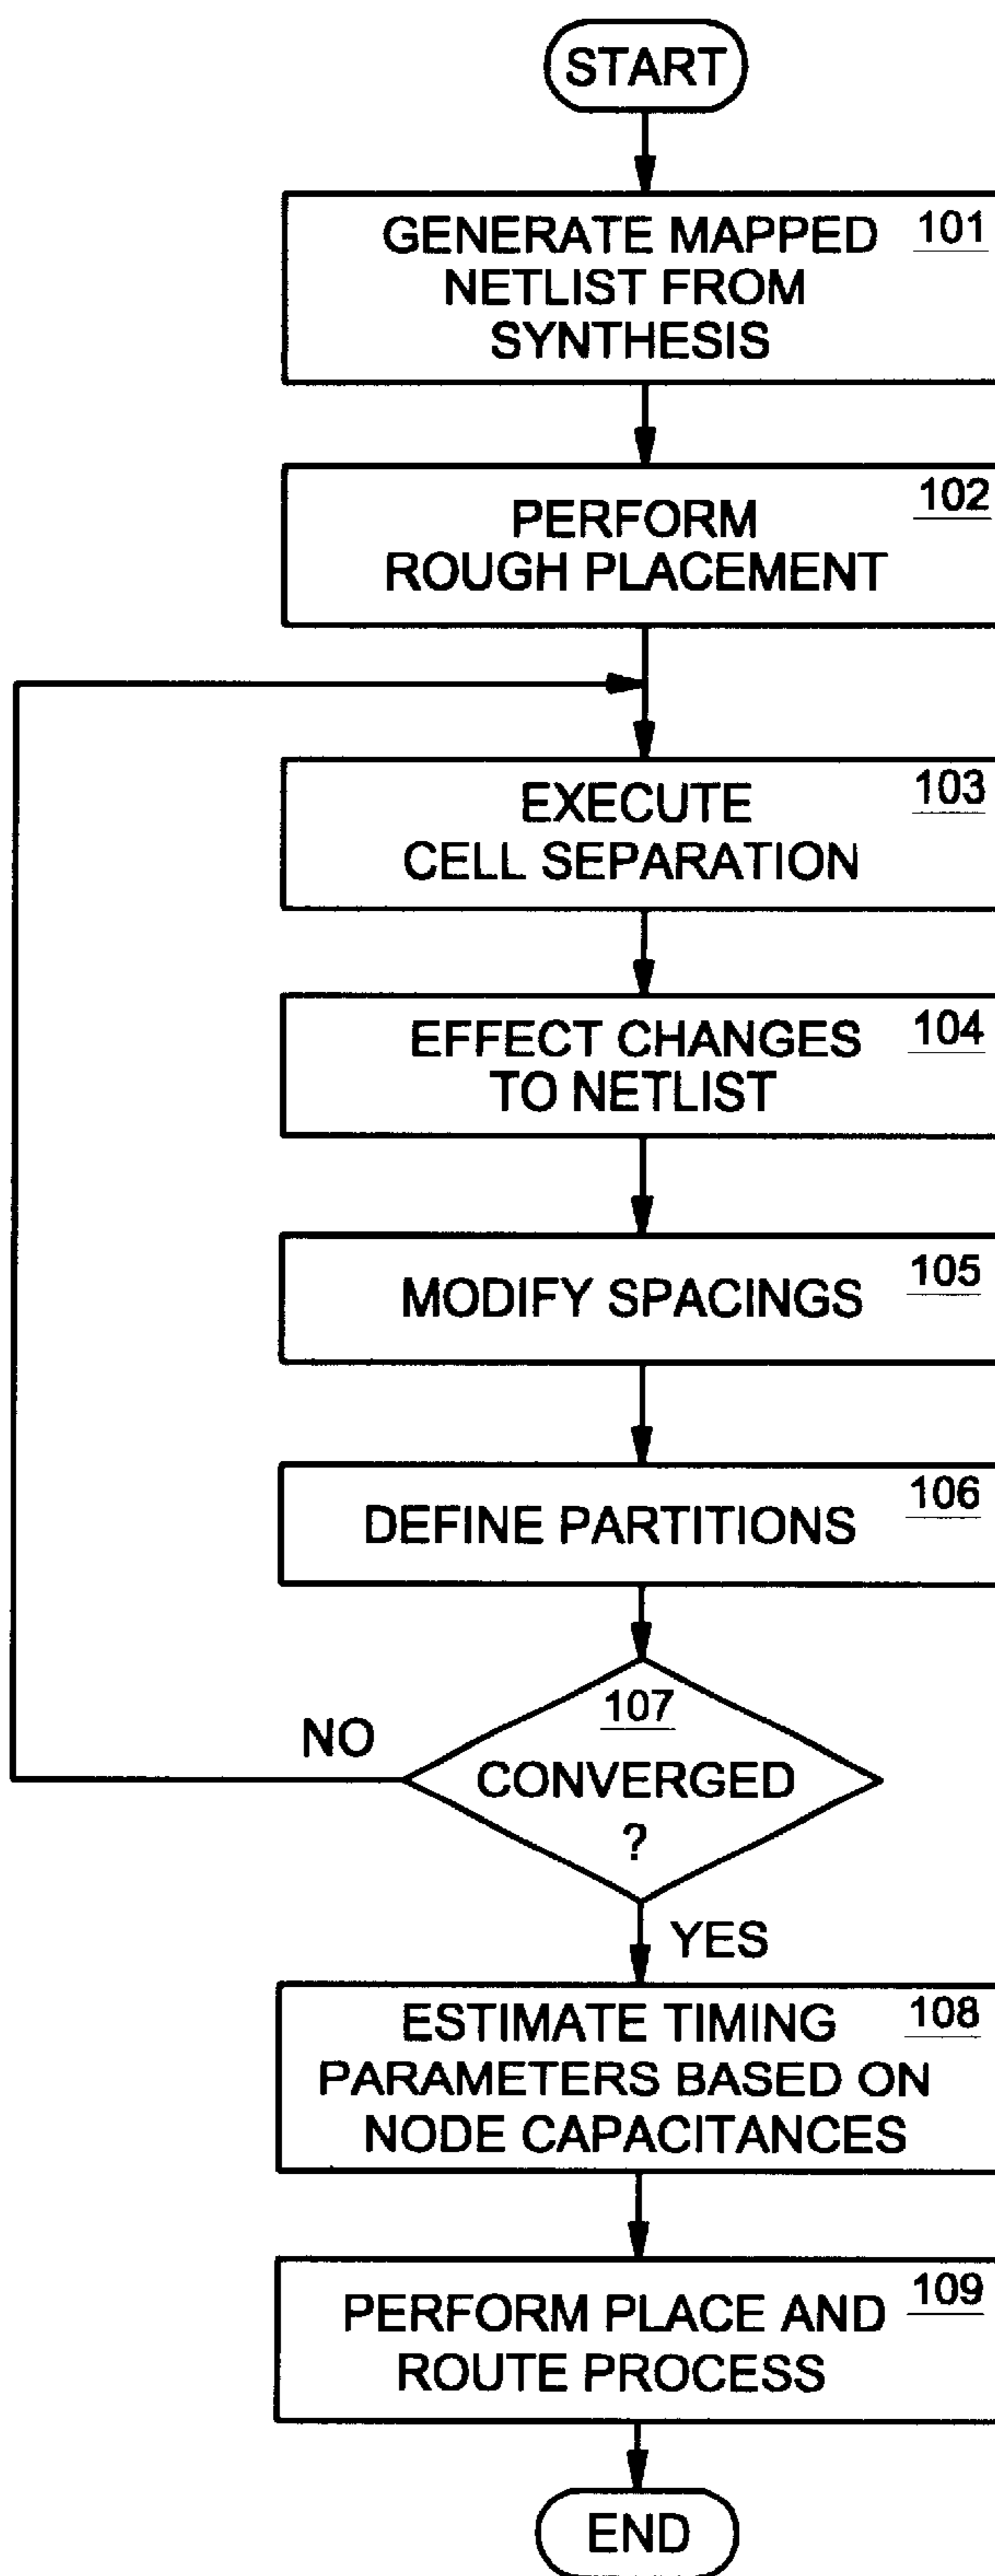 START
GENERATE MAPPED 101
NETLIST FROM
SYNTHESIS
102
PERFORM
ROUGH PLACEMENT
103
EXECUTE
CELL SEPARATION
EFFECT CHANGES 104
TO NETLIST
MODIFY SPACINGS 105
106
DEFINE PARTITIONS
107
NO
CONVERGED
?
YES
ESTIMATE TIMING 108
PARAMETERS BASED ON
NODE CAPACITANCES
PERFORM PLACE AND 109
ROUTE PROCESS
END